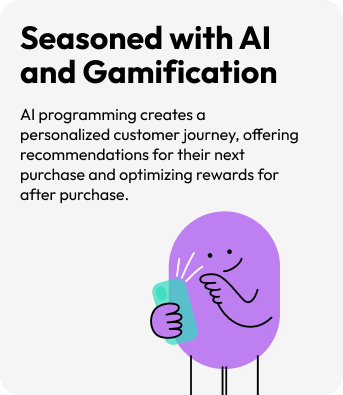 Seasoned with AI
and Gamification
AI programming creates a
personalized customer journey, offering
recommendations for their next
purchase and optimizing rewards for
after purchase.